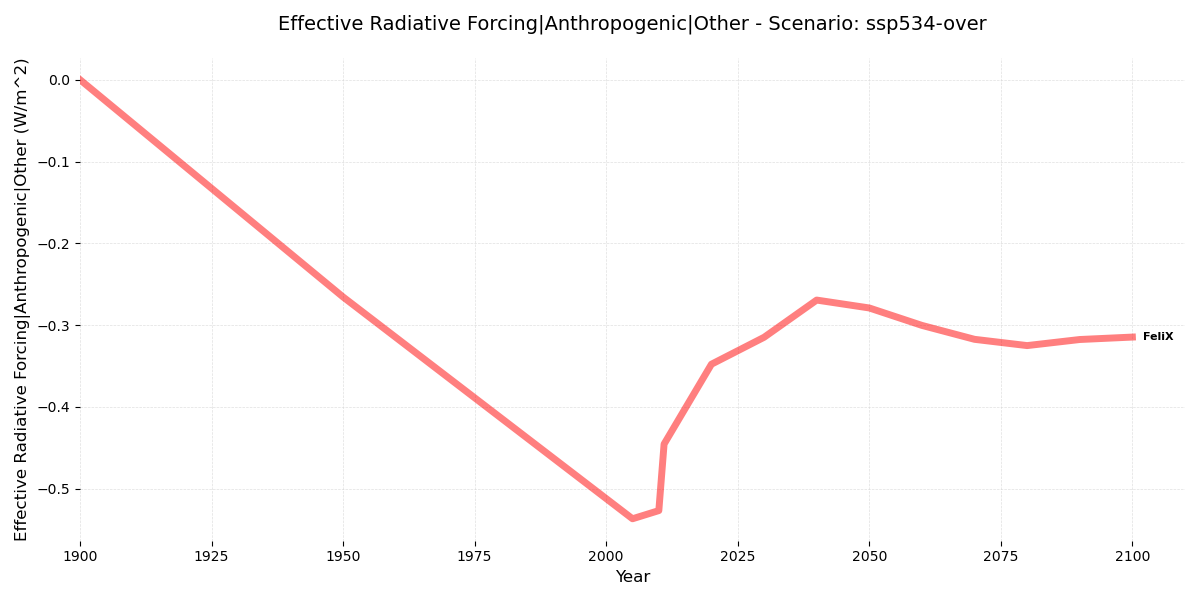 Effective Radiative Forcing|Anthropogenic|Other - Scenario: ssp534-over
Effective Radiative Forcing|Anthropogenic|Other (W/m^2)
0.0
−0.1
−0.2
−0.3
−0.4
−0.5
FeliX
1900 1925 1950 1975 2000 2025 2050 2075 2100
Year